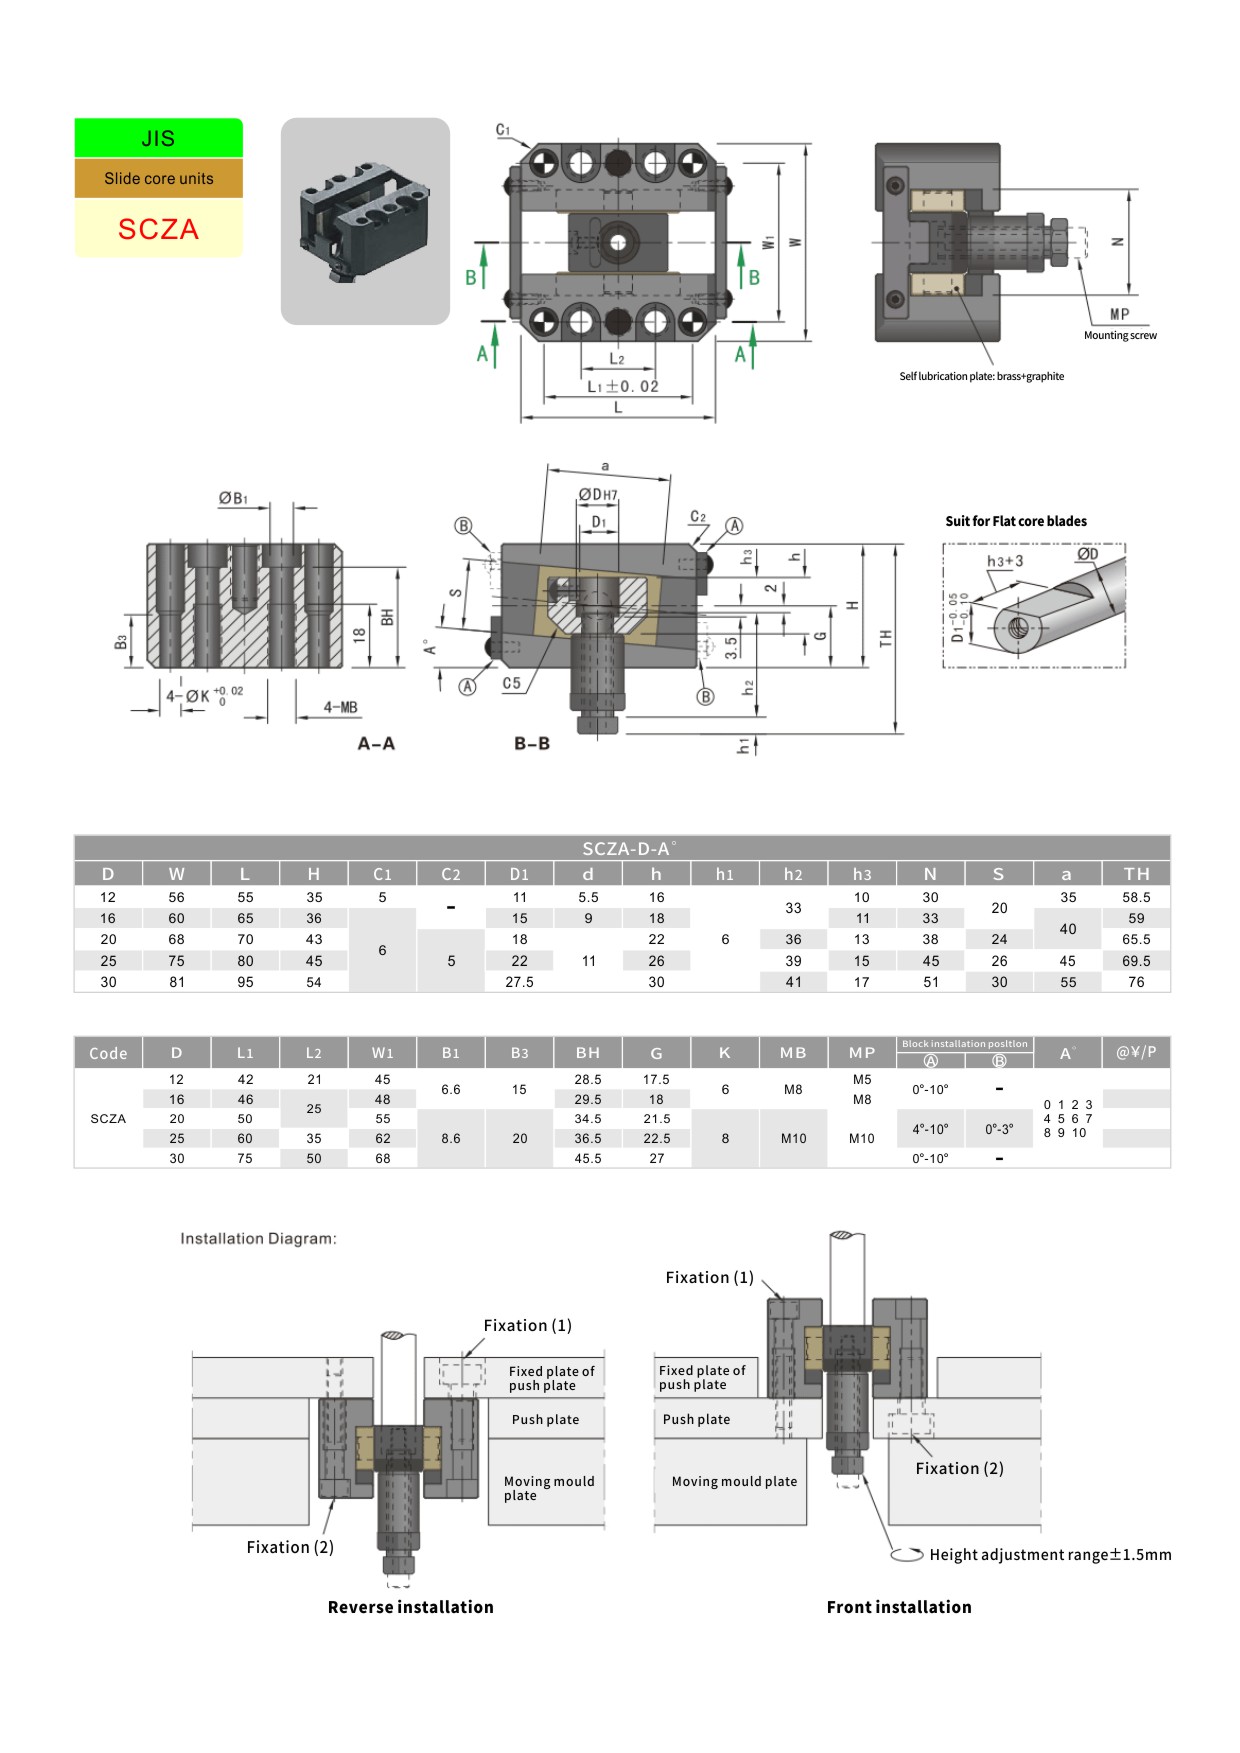 JIS
Slide core units
SCZA
C1
B
B
A
A
W1
W
L2
L1±0.02
L
N
MP
Mounting screw
Self lubrication plate: brass+graphite
ØB1
B3
18
BH
4-ØK +0.02 0
4-MB
A-A
a
ØDH7
D1
C2
Ⓐ
Ⓑ
S
A°
Ⓐ
C5
B-B
h3
h
2
3.5
G
H
TH
h2
h1
Ⓑ
Suit for Flat core blades
h3+3
ØD
D1-0.05 -0.10
SCZA-D-A°
D W L H C1 C2 D1 d h h1 h2 h3 N S a TH
12 56 55 35 5 - 11 5.5 16 6 33 10 30 20 35 58.5
16 60 65 36 6 15 9 18 11 33 40 59
20 68 70 43 5 18 11 22 36 13 38 24 65.5
25 75 80 45 22 26 39 15 45 26 45 69.5
30 81 95 54 27.5 30 41 17 51 30 55 76
Code D L1 L2 W1 B1 B3 BH G K MB MP Block installation position Ⓐ Ⓑ A° @¥/P
SCZA
12 42 21 45 6.6 15 28.5 17.5 6 M8 M5 0°-10° -
16 46 25 48 29.5 18 M8
20 50 55 8.6 20 34.5 21.5 8 M10 M10 4°-10° 0°-3°
25 60 35 62 36.5 22.5
30 75 50 68 45.5 27 0°-10° -
0 1 2 3
4 5 6 7
8 9 10
Installation Diagram:
Fixation (1)
Fixed plate of
push plate
Push plate
Moving mould
plate
Fixation (2)
Reverse installation
Fixation (1)
Fixed plate of
push plate
Push plate
Moving mould plate
Fixation (2)
Height adjustment range±1.5mm
Front installation